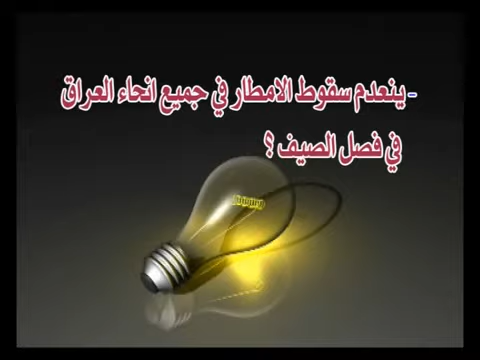 - ينعدم سقوط الامطار في جميع انحاء العراق
في فصل الصيف ؟